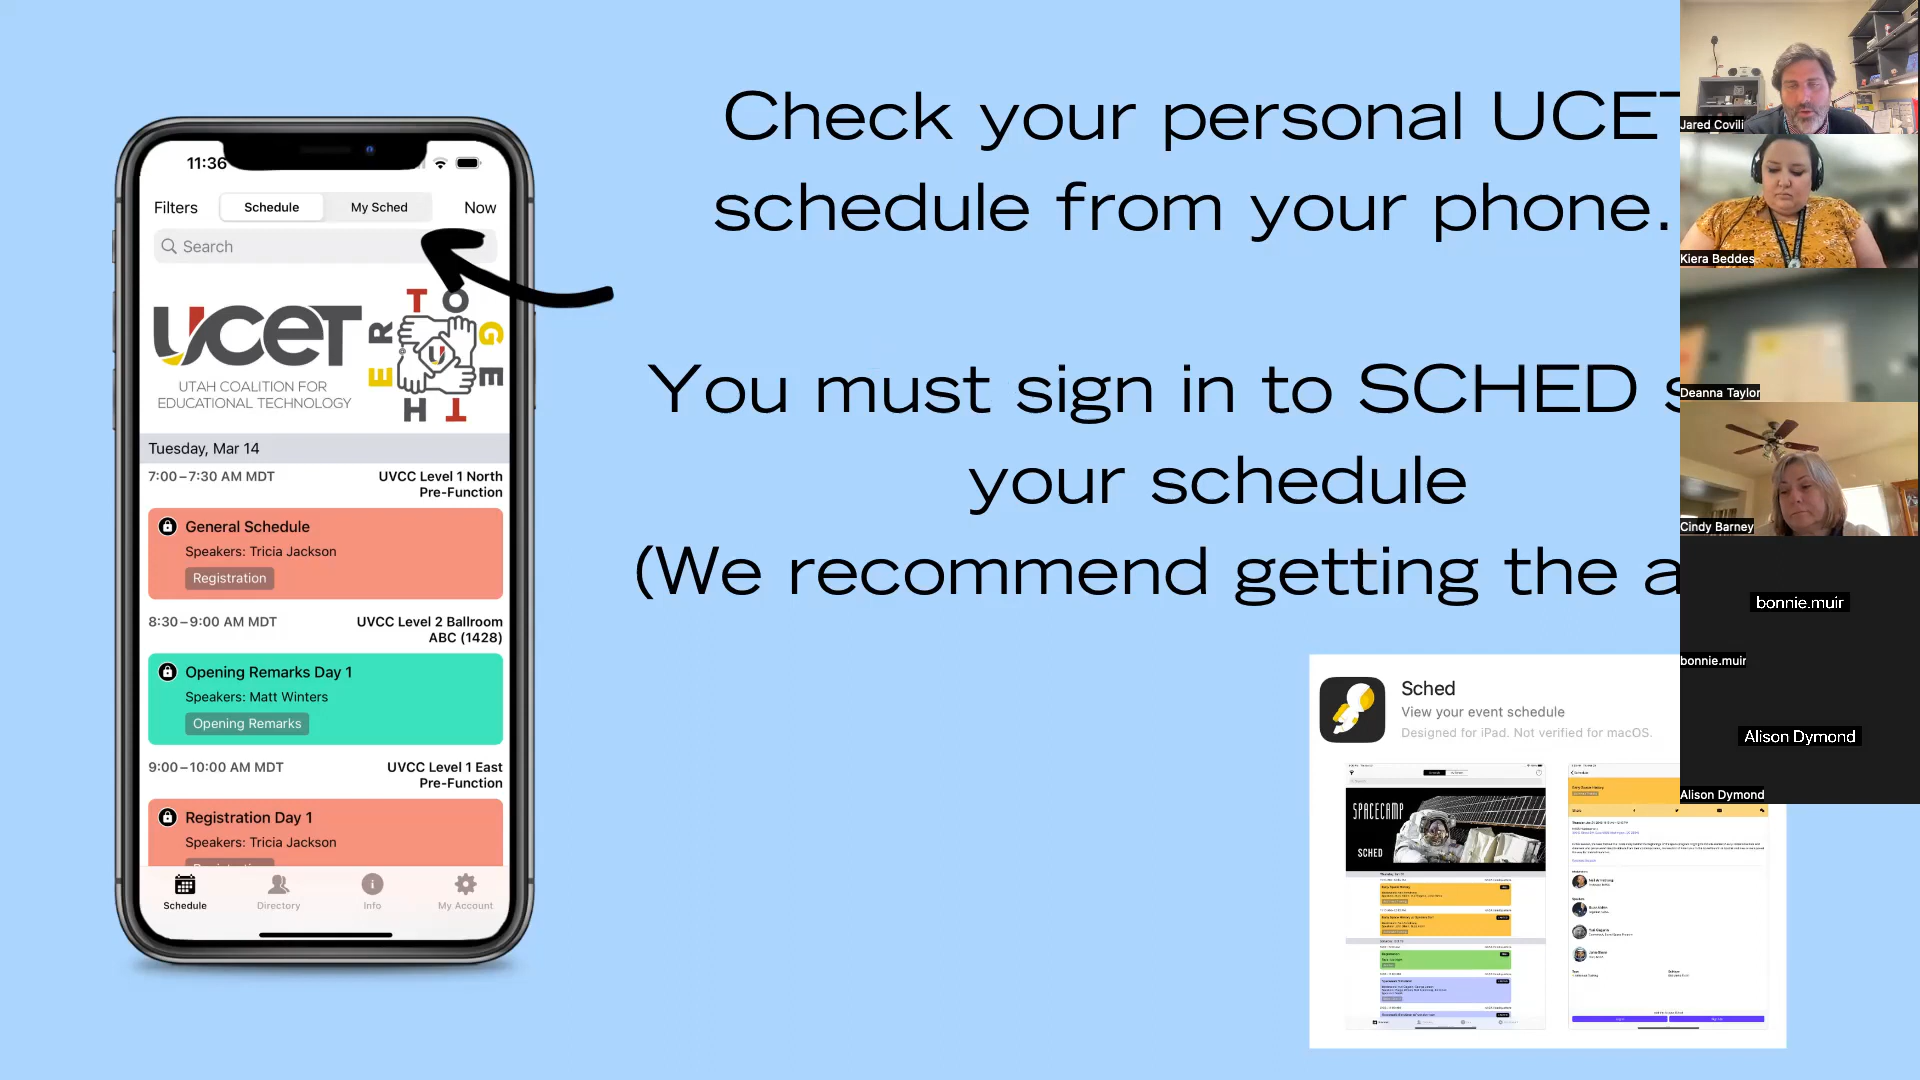 Check your personal UCET
schedule from your phone.
You must sign in to SCHED s
your schedule
(We recommend getting the a
11:36
Filters
Schedule
My Sched
Now
Search
UCET
UTAH COALITION FOR
EDUCATIONAL TECHNOLOGY
TOGETHER
Tuesday, Mar 14
7:00–7:30 AM MDT
UVCC Level 1 North
Pre-Function
General Schedule
Speakers: Tricia Jackson
Registration
8:30–9:00 AM MDT
UVCC Level 2 Ballroom
ABC (1428)
Opening Remarks Day 1
Speakers: Matt Winters
Opening Remarks
9:00–10:00 AM MDT
UVCC Level 1 East
Pre-Function
Registration Day 1
Speakers: Tricia Jackson
Registration
Schedule
Directory
Info
My Account
Sched
View your event schedule
Designed for iPad. Not verified for macOS.
SPACECAMP
SCHED
Jared Covili
Kiera Beddes
Deanna Taylor
Cindy Barney
bonnie.muir
bonnie.muir
Alison Dymond
Alison Dymond